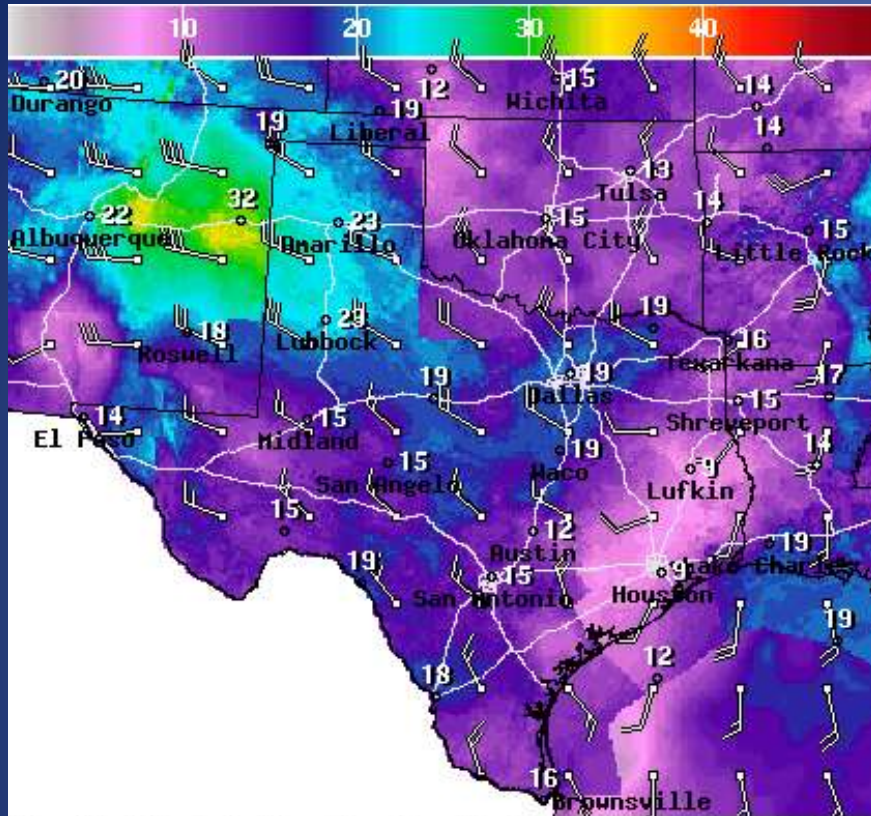 10 20 30 40
20 12 15 14
Durango Wichita
19 19 14
Liberal
13
Tulsa
22 32 23 15 14 15
Albuquerque Amarillo Oklahoma City Little Rock
18 23 19 16
Roswell Lubbock Texarkana
19 19 17
Dallas
14 15 15
El Paso Midland Shreveport
15 19 9 14
San Angelo Waco Lufkin
15 12 19
Austin Lake Charles
19 15 9
San Antonio Houston
19
18 12
16
Brownsville